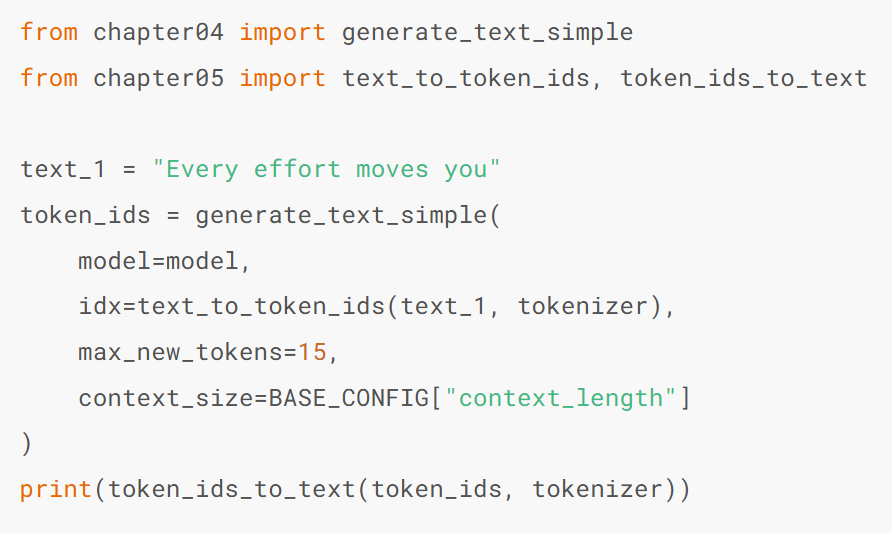 from chapter04 import generate_text_simple
from chapter05 import text_to_token_ids, token_ids_to_text

text_1 = "Every effort moves you"
token_ids = generate_text_simple(
    model=model,
    idx=text_to_token_ids(text_1, tokenizer),
    max_new_tokens=15,
    context_size=BASE_CONFIG["context_length"]
)
print(token_ids_to_text(token_ids, tokenizer))